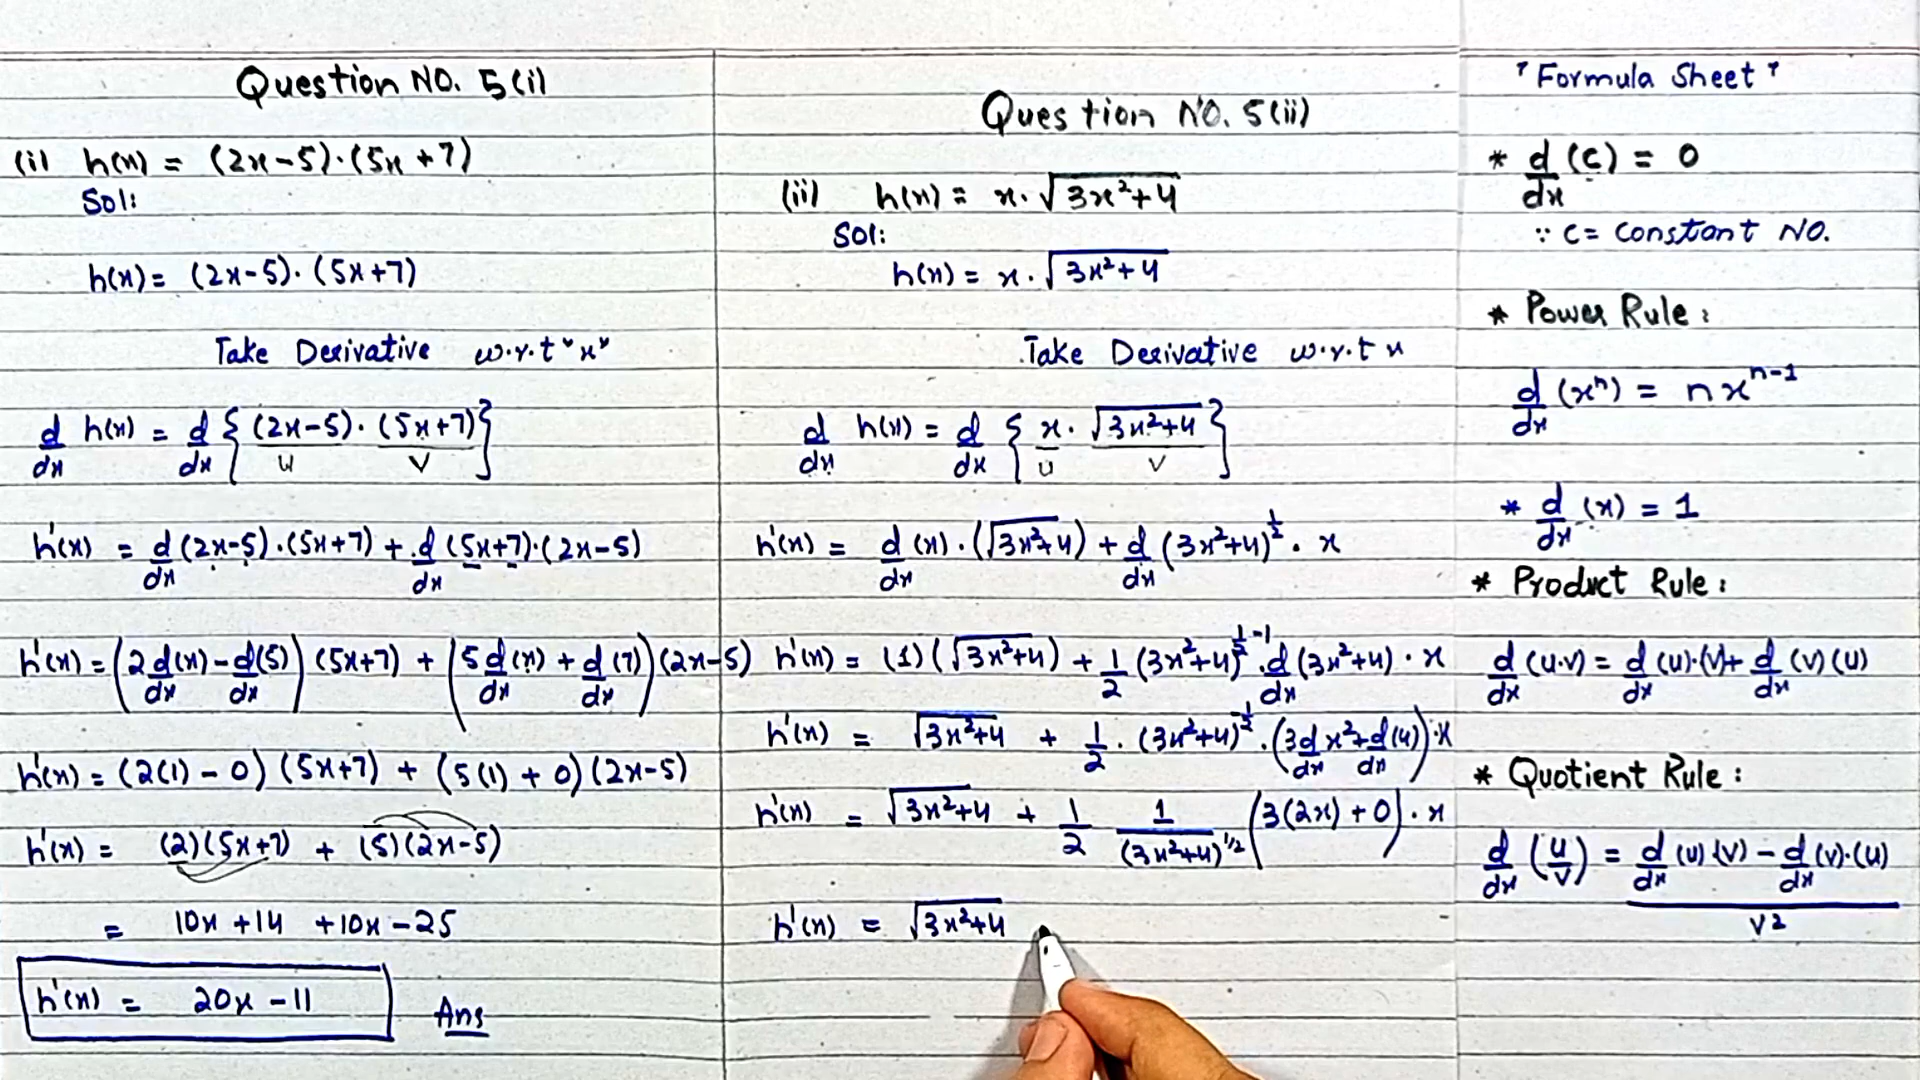 Question NO. 5(i)
(i) h(x) = (2x-5)·(5x+7)
Sol:
h(x) = (2x-5)·(5x+7)
Take Derivative w.r.t "x"
d/dx h(x) = d/dx {(2x-5)·(5x+7)}
u v
h'(x) = d/dx (2x-5)·(5x+7) + d/dx (5x+7)·(2x-5)
h'(x) = (2 d/dx (x) - d/dx (5)) (5x+7) + (5 d/dx (x) + d/dx (7)) (2x-5)
h'(x) = (2(1) - 0) (5x+7) + (5(1) + 0) (2x-5)
h'(x) = (2)(5x+7) + (5)(2x-5)
= 10x +14 +10x -25
h'(x) = 20x -11 Ans
Question NO. 5(ii)
(ii) h(x) = x·√(3x²+4)
Sol:
h(x) = x·√(3x²+4)
Take Derivative w.r.t x
d/dx h(x) = d/dx {x·√(3x²+4)}
u v
h'(x) = d/dx (x)·(√(3x²+4)) + d/dx (3x²+4)^(1/2) · x
h'(x) = (1)(√(3x²+4)) + 1/2 (3x²+4)^(1/2 -1) · d/dx (3x²+4) · x
h'(x) = √(3x²+4) + 1/2 · (3x²+4)^(-1/2) · (3 d/dx x² + d/dx (4)) · x
h'(x) = √(3x²+4) + 1/2 1/(3x²+4)^(1/2) (3(2x) + 0) · x
h'(x) = √(3x²+4)
"Formula Sheet"
* d/dx (c) = 0
∵ c = Constant NO.
* Power Rule:
d/dx (xⁿ) = nxⁿ⁻¹
* d/dx (x) = 1
* Product Rule:
d/dx (u·v) = d/dx (u)·(v) + d/dx (v)(u)
* Quotient Rule:
d/dx (u/v) = d/dx (u)·(v) - d/dx (v)·(u)
v²